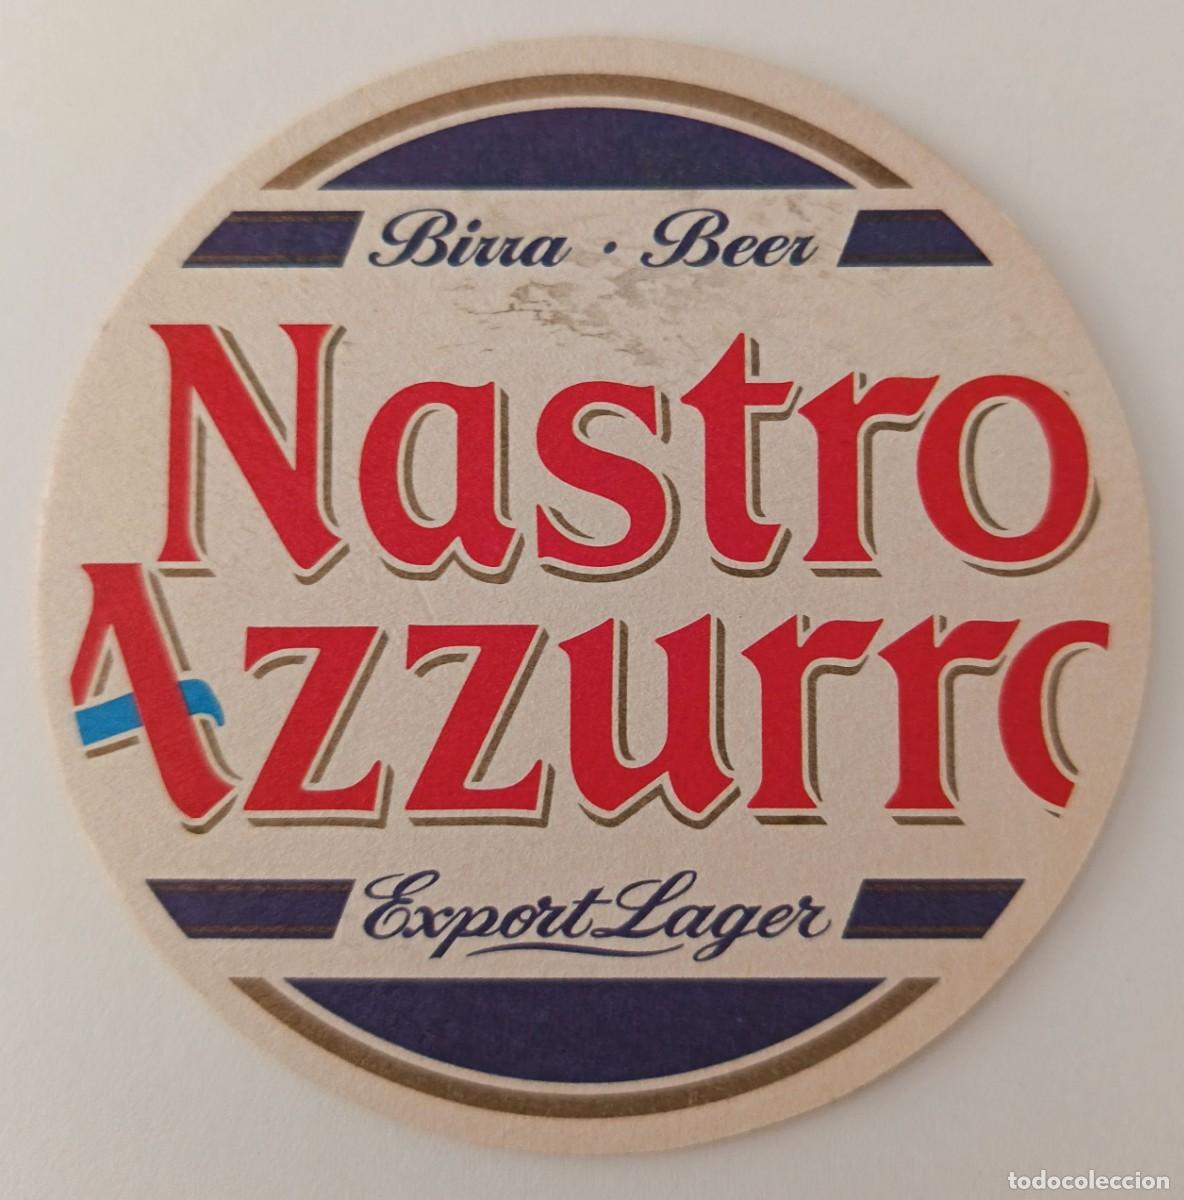 Birra · Beer
Nastro
Azzurro
Export Lager
todocoleccion